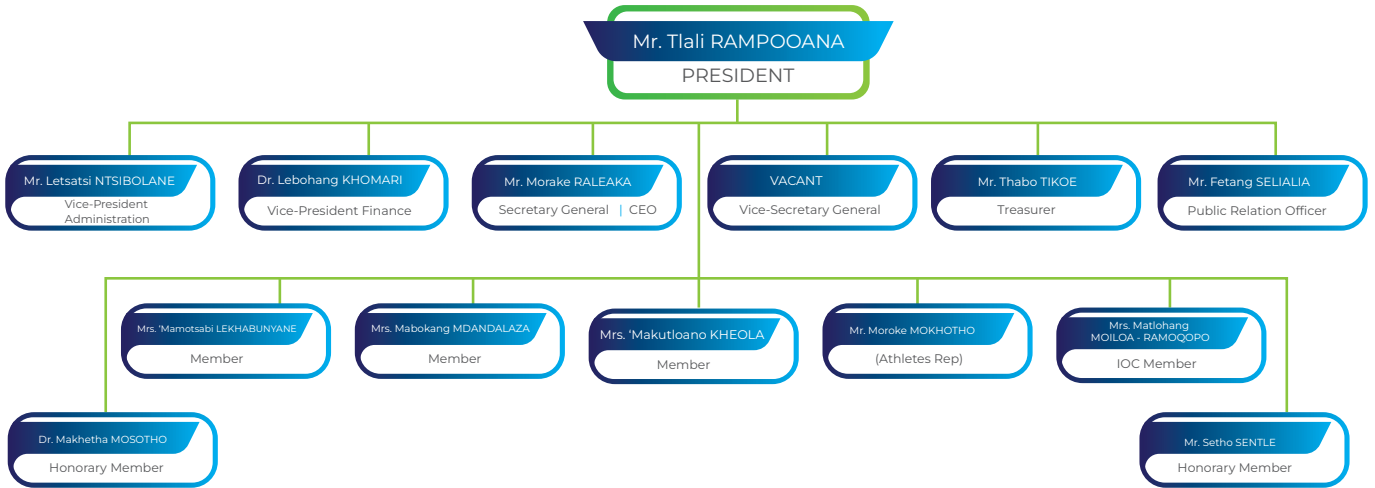 Mr. Tlali RAMPOOANA
PRESIDENT
Mr. Letsatsi NTSIBOLANE
Vice-President
Administration
Dr. Lebohang KHOMARI
Vice-President Finance
Mr. Morake RALEAKA
Secretary General | CEO
VACANT
Vice-Secretary General
Mr. Thabo TIKOE
Treasurer
Mr. Fetang SELIALIA
Public Relation Officer
Mrs. ‘Mamotsabi LEKHABUNYANE
Member
Mrs. Mabokang MDANDALAZA
Member
Mrs. ‘Makutloano KHEOLA
Member
Mr. Moroke MOKHOTHO
(Athletes Rep)
Mrs. Matlohang
MOILOA - RAMOQOPO
IOC Member
Dr. Makhetha MOSOTHO
Honorary Member
Mr. Setho SENTLE
Honorary Member